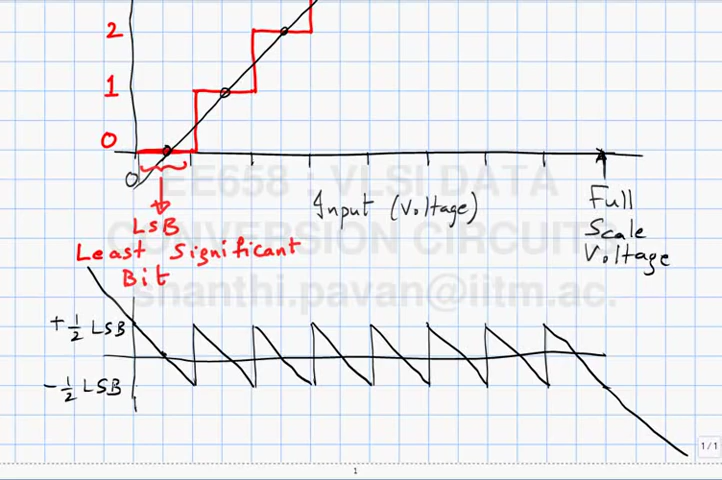 2
1
0
0
Input (Voltage)
Full
Scale
Voltage
LSB
Least Significant
Bit
EE658 : VLSI DATA
CONVERSION CIRCUIT
shanthi.pavan@iitm.ac.
+½ LSB
-½ LSB
1/1
1